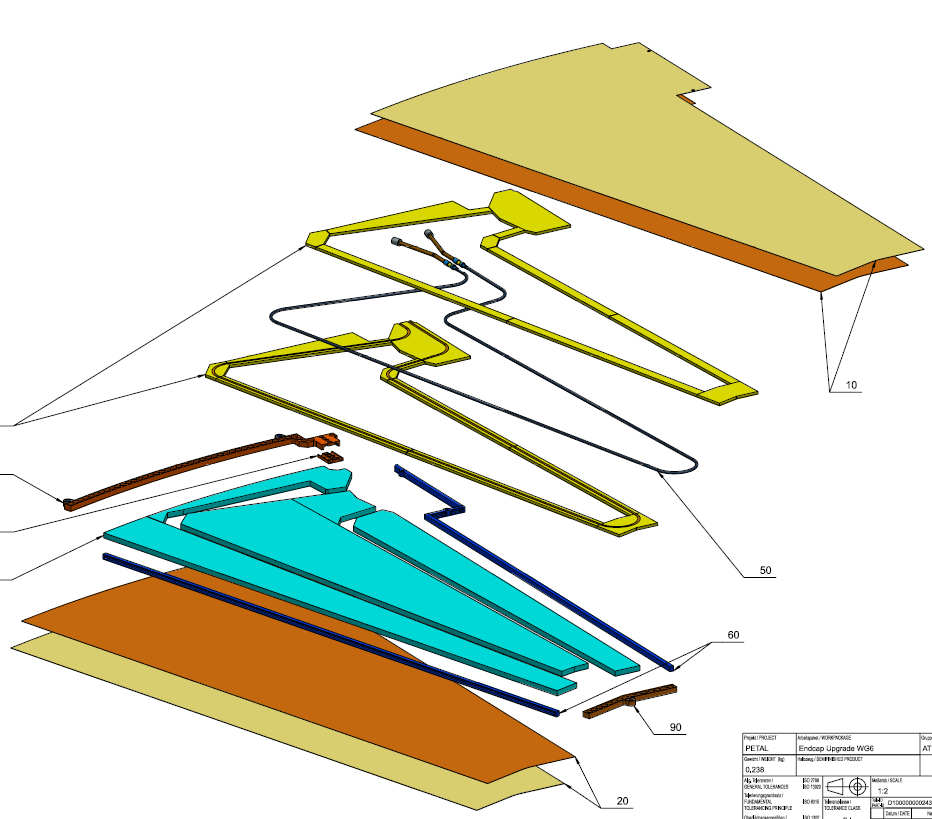 10
50
60
90
20
Projekt / PROJECT
Arbeitspaket / WORKPACKAGE
PETAL
Endcap Upgrade WG6
AT
Gewicht / WEIGHT (kg)
Halbzeug / SEMIFINISHED PRODUCT
0,238
Allg. Toleranzen /
GENERAL TOLERANCES
ISO 2768
ISO 13920
Maßstab / SCALE
1:2
Tolerierungsgrundsatz /
FUNDAMENTAL
TOLERANCING PRINCIPLE
ISO 8015
Toleranzklasse /
TOLERANCE CLASS
D10000000243
Datum / DATE